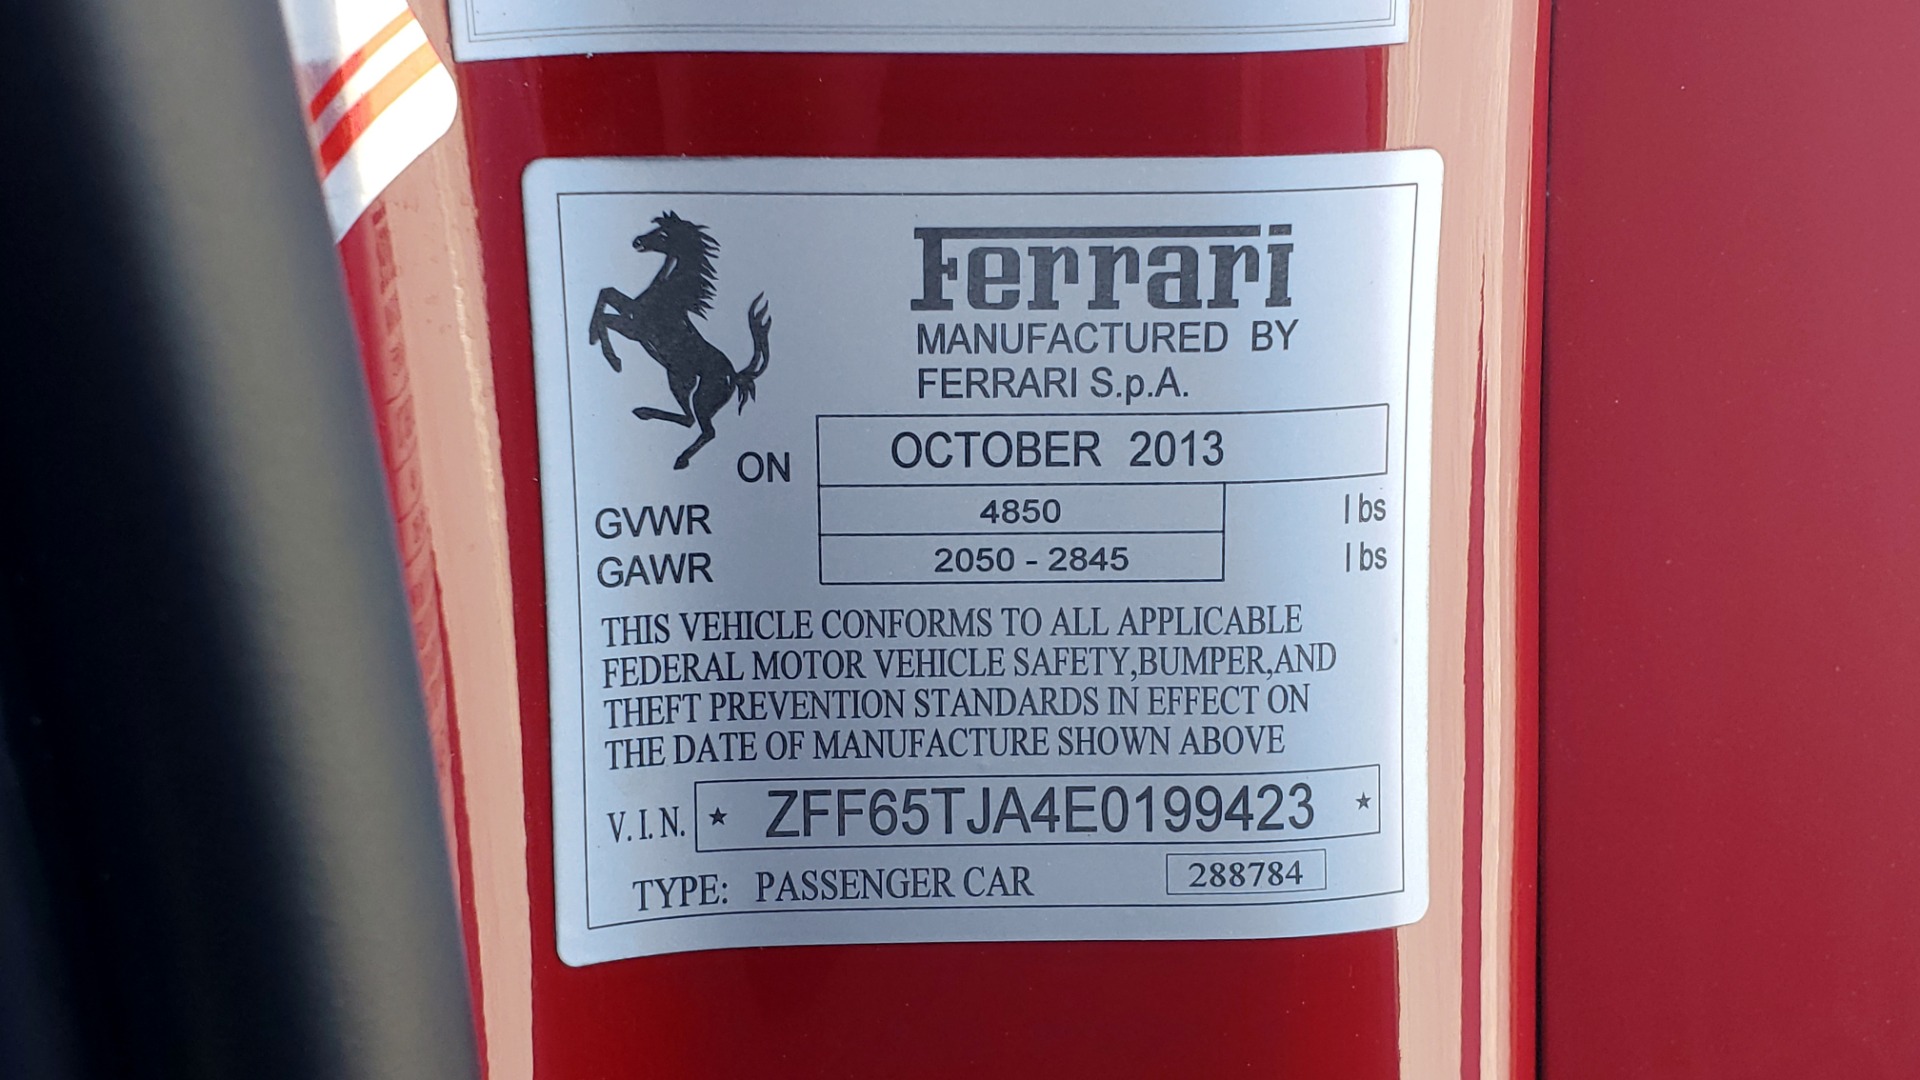 Ferrari
MANUFACTURED BY
FERRARI S.p.A.
ON OCTOBER 2013
GVWR 4850 lbs
GAWR 2050 - 2845 lbs
THIS VEHICLE CONFORMS TO ALL APPLICABLE
FEDERAL MOTOR VEHICLE SAFETY,BUMPER,AND
THEFT PREVENTION STANDARDS IN EFFECT ON
THE DATE OF MANUFACTURE SHOWN ABOVE
V.I.N. * ZFF65TJA4E0199423 *
TYPE: PASSENGER CAR 288784